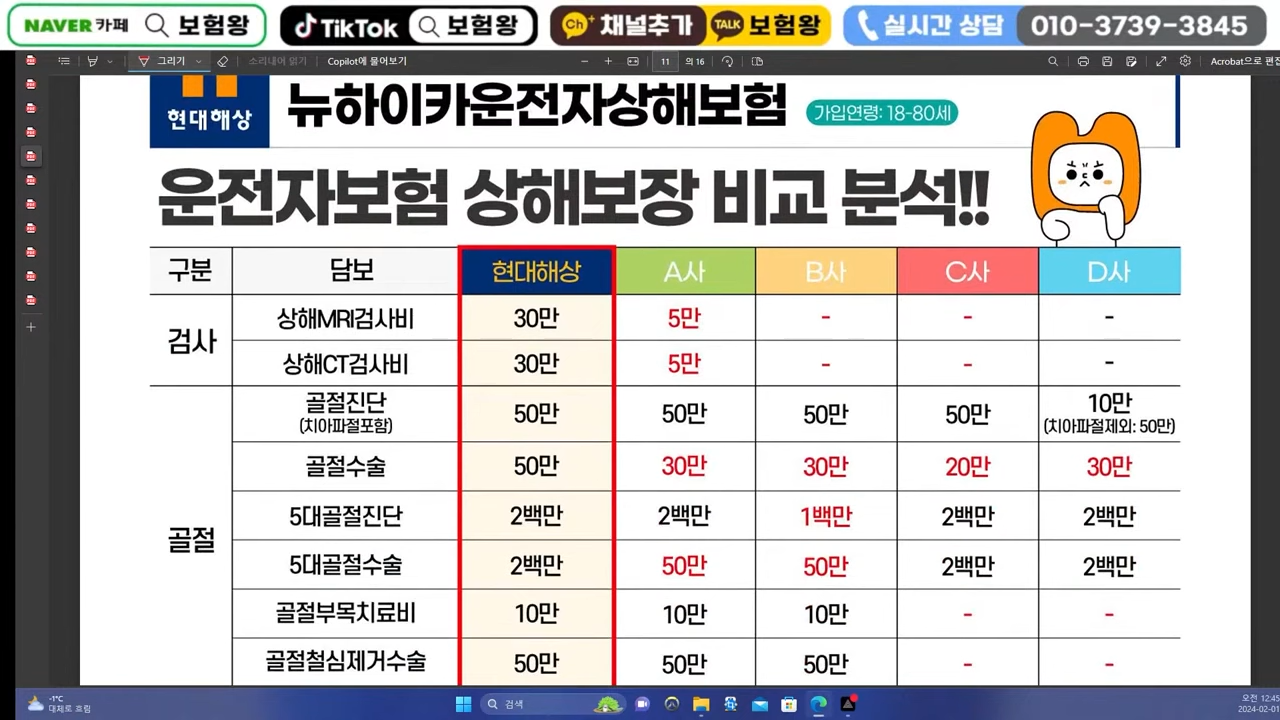 NAVER 카페 보험왕 TikTok 보험왕 Ch+ 채널추가 TALK 보험왕 실시간 상담 010-3739-3845
그리기 소리내어 읽기 Copilot에 물어보기 11 의 16 Acrobat으로 편집
현대해상 뉴하이카운전자상해보험 가입연령: 18-80세
운전자보험 상해보장 비교 분석!!
구분 담보 현대해상 A사 B사 C사 D사
검사
상해MRI검사비 30만 5만 - - -
상해CT검사비 30만 5만 - - -
골절
골절진단 50만 50만 50만 50만 10만
(치아파절포함) (치아파절제외: 50만)
골절수술 50만 30만 30만 20만 30만
5대골절진단 2백만 2백만 1백만 2백만 2백만
5대골절수술 2백만 50만 50만 2백만 2백만
골절부목치료비 10만 10만 10만 - -
골절철심제거수술 50만 50만 50만 - -
-1°C
대체로 흐림
검색
오전 12:45
2024-02-01